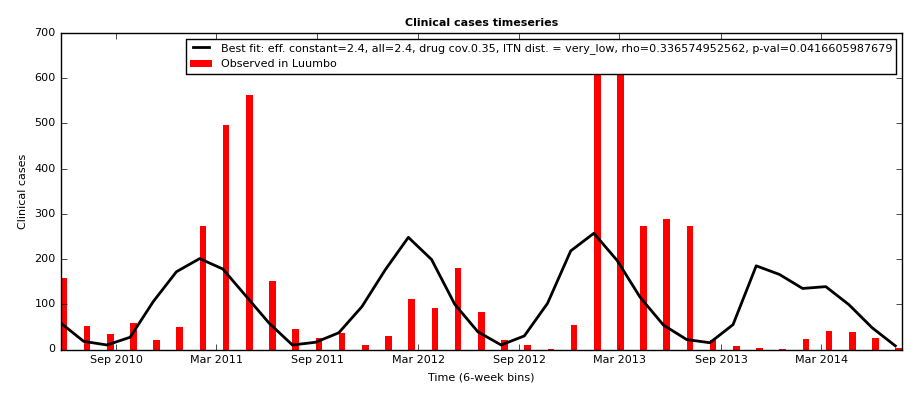 Clinical cases timeseries
Best fit: eff. constant=2.4, all=2.4, drug cov.0.35, ITN dist. = very_low, rho=0.336574952562, p-val=0.0416605987679
Observed in Luumbo
700
600
500
400
300
200
100
0
Clinical cases
Sep 2010 Mar 2011 Sep 2011 Mar 2012 Sep 2012 Mar 2013 Sep 2013 Mar 2014
Time (6-week bins)